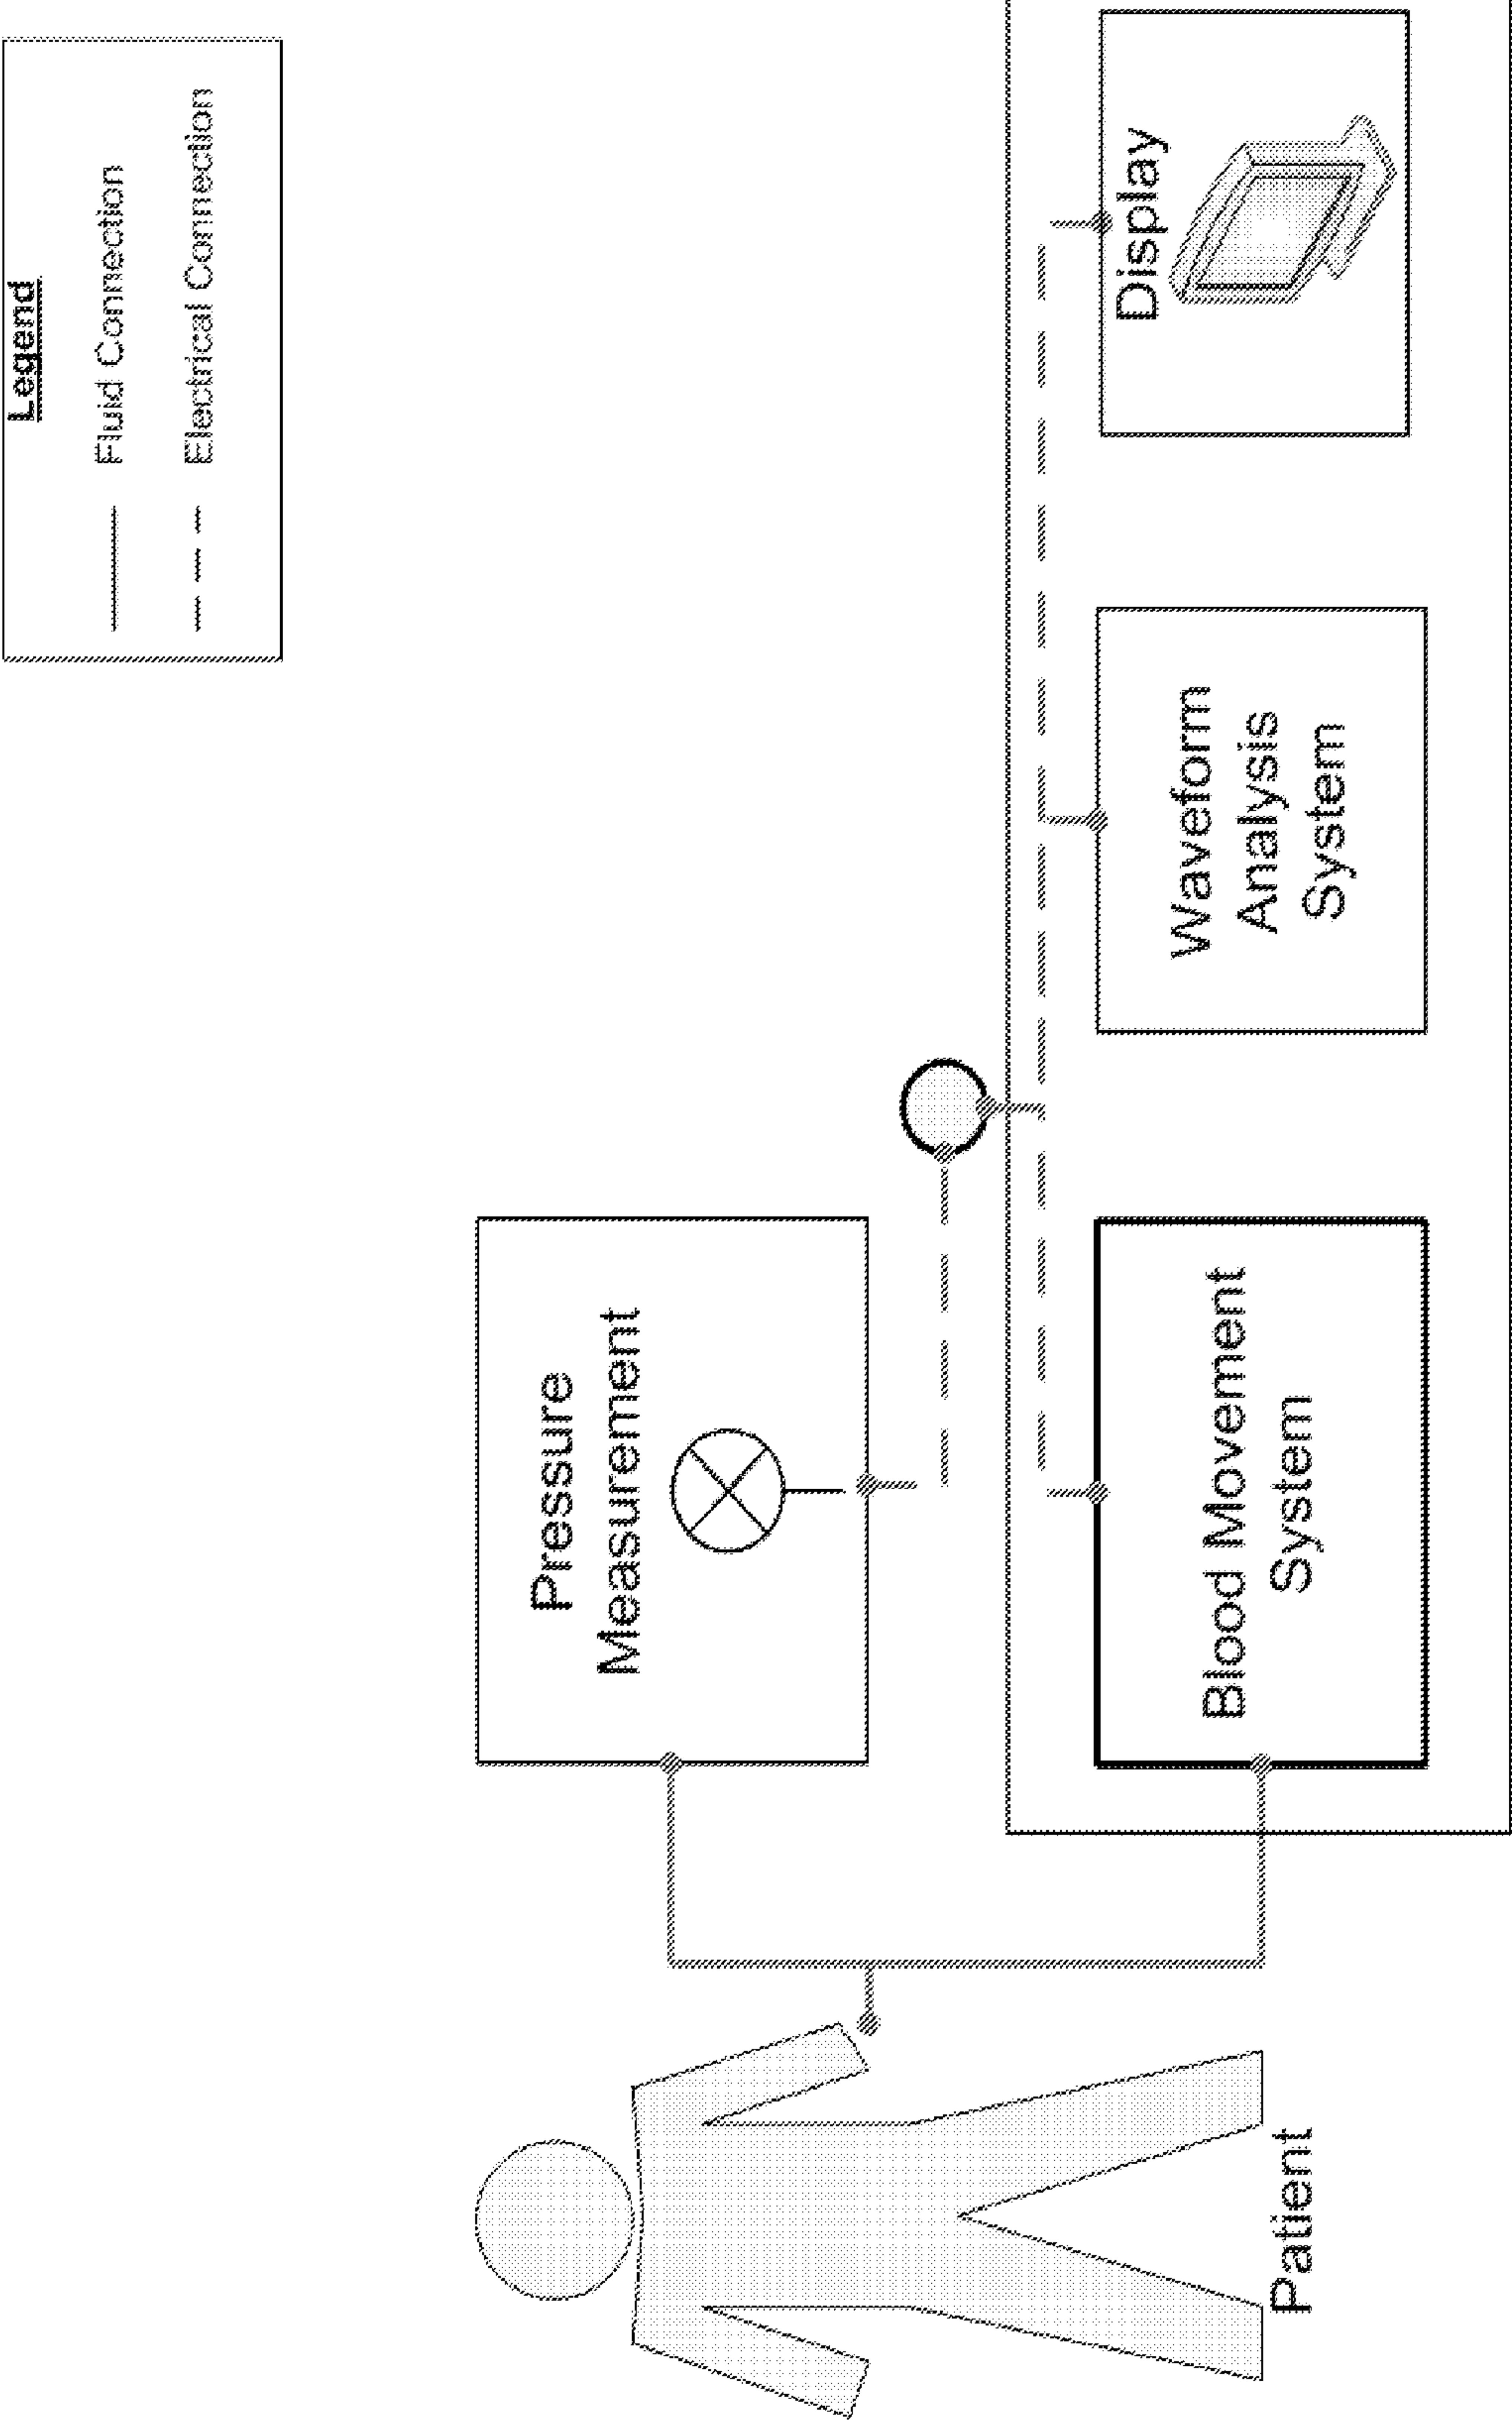 Legend
Fluid Connection
Electrical Connection
Pressure
Measurement
Blood Movement
System
Waveform
Analysis
System
Display
Patient